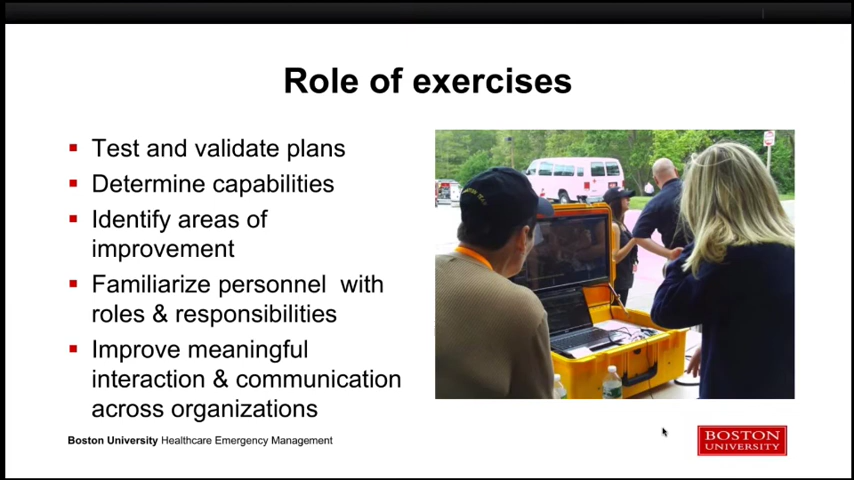 Role of exercises
Test and validate plans
Determine capabilities
Identify areas of
improvement
Familiarize personnel with
roles & responsibilities
Improve meaningful
interaction & communication
across organizations
Boston University Healthcare Emergency Management
BOSTON
UNIVERSITY